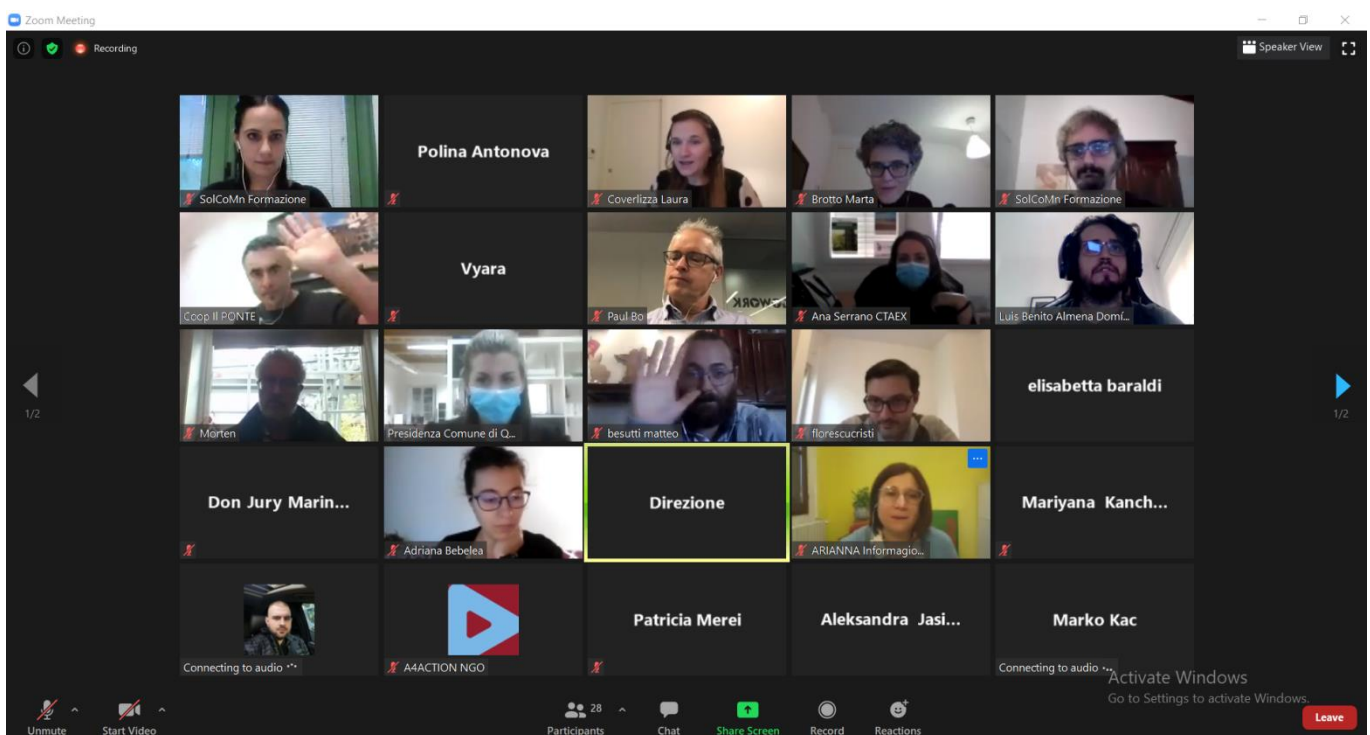 Zoom Meeting
Recording
Speaker View
SolCoMn Formazione
Polina Antonova
Coverlizza Laura
Brotto Marta
SolCoMn Formazione
Coop Il PONTE
Vyara
Paul Bo
Ana Serrano CTAEX
Luis Benito Almena Domí...
Morten
Presidenza Comune di Q...
besutti matteo
florescucristi
elisabetta baraldi
1/2
1/2
Don Jury Marin...
Adriana Bebelea
Direzione
ARIANNA Informagio...
Mariyana Kanch...
Connecting to audio
A4ACTION NGO
Patricia Merei
Aleksandra Jasi...
Marko Kac
Connecting to audio
Activate Windows
Go to Settings to activate Windows.
Unmute
Start Video
Participants
28
Chat
Share Screen
Record
Reactions
Leave